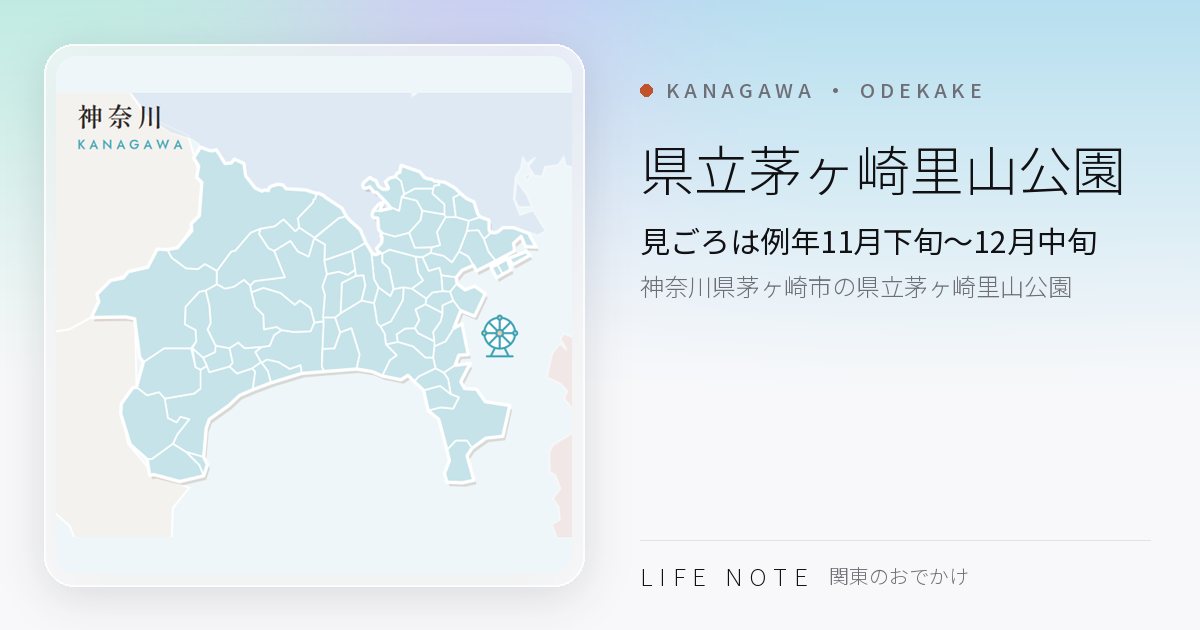 神奈川
KANAGAWA
KANAGAWA • ODEKAKE
県立茅ヶ崎里山公園
見ごろは例年11月下旬〜12月中旬
神奈川県茅ヶ崎市の県立茅ヶ崎里山公園
LIFE NOTE 関東のおでかけ